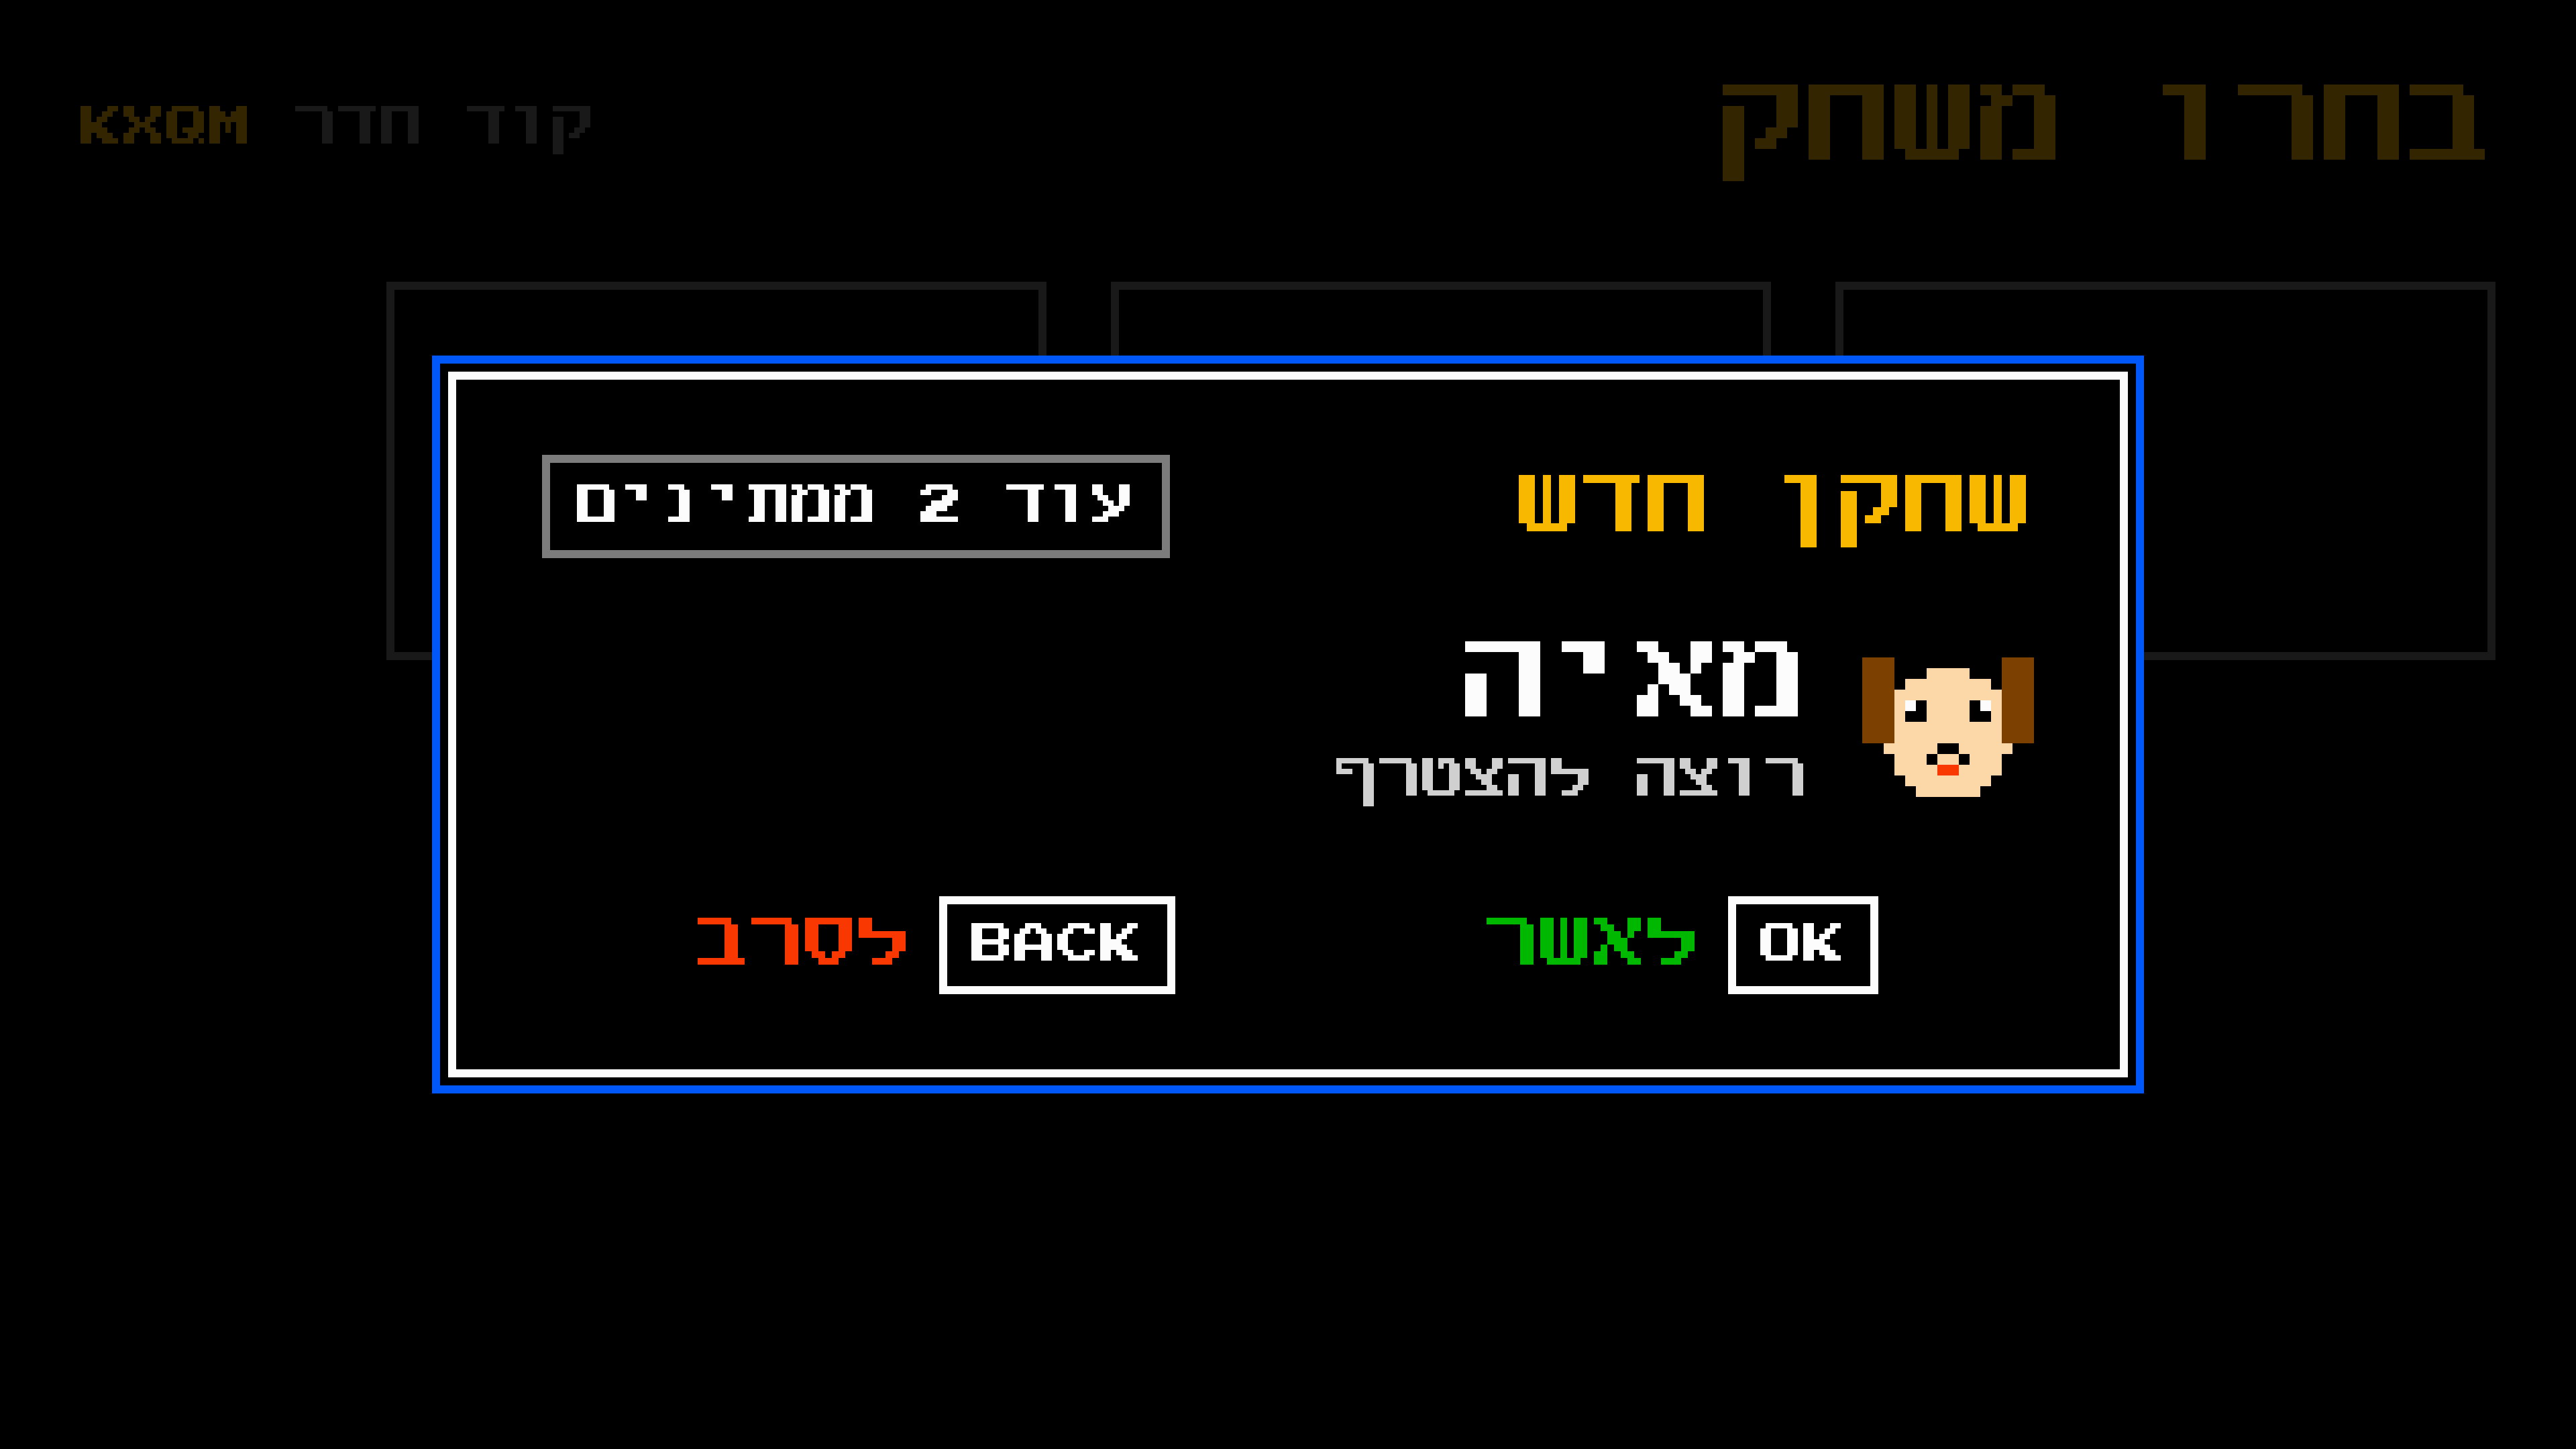 בחרו משחק
קוד חדר KXQM
שחקן חדש
עוד 2 ממתינים
מאיה
רוצה להצטרף
OK לאשר
BACK לסרב